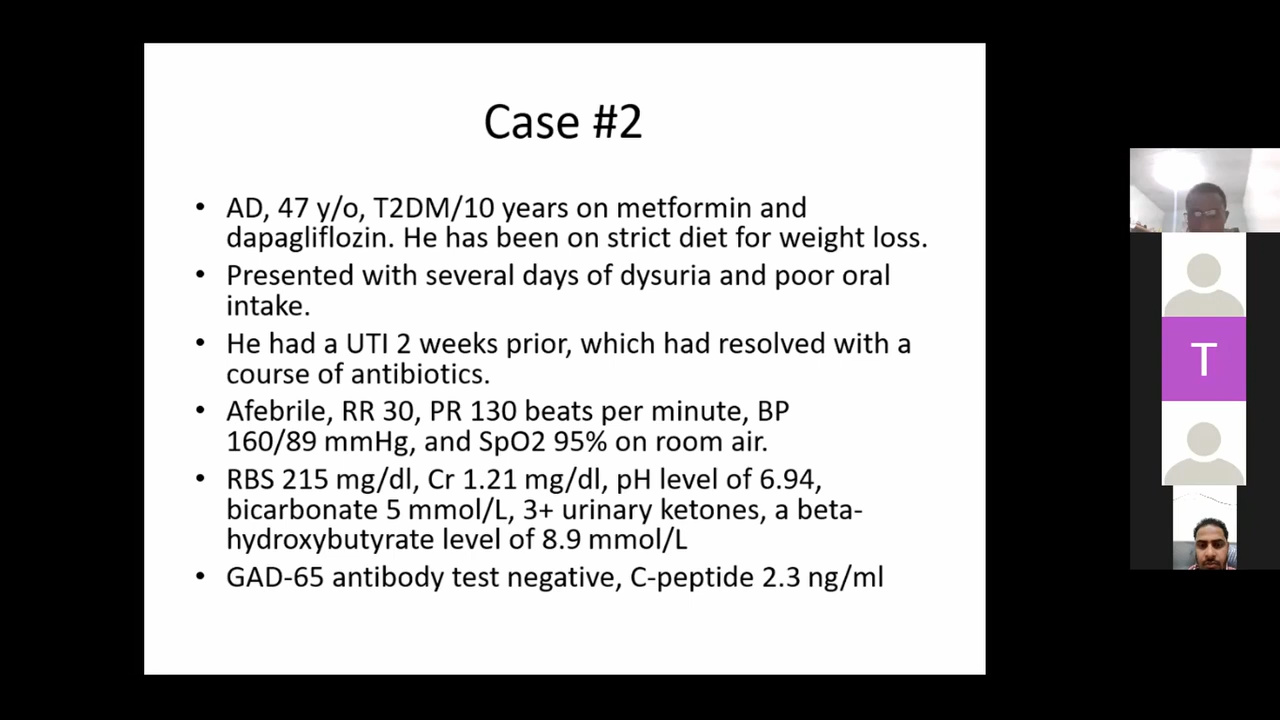 Case #2
• AD, 47 y/o, T2DM/10 years on metformin and
dapagliflozin. He has been on strict diet for weight loss.
• Presented with several days of dysuria and poor oral
intake.
• He had a UTI 2 weeks prior, which had resolved with a
course of antibiotics.
• Afebrile, RR 30, PR 130 beats per minute, BP
160/89 mmHg, and SpO2 95% on room air.
• RBS 215 mg/dl, Cr 1.21 mg/dl, pH level of 6.94,
bicarbonate 5 mmol/L, 3+ urinary ketones, a beta-
hydroxybutyrate level of 8.9 mmol/L
• GAD-65 antibody test negative, C-peptide 2.3 ng/ml
T